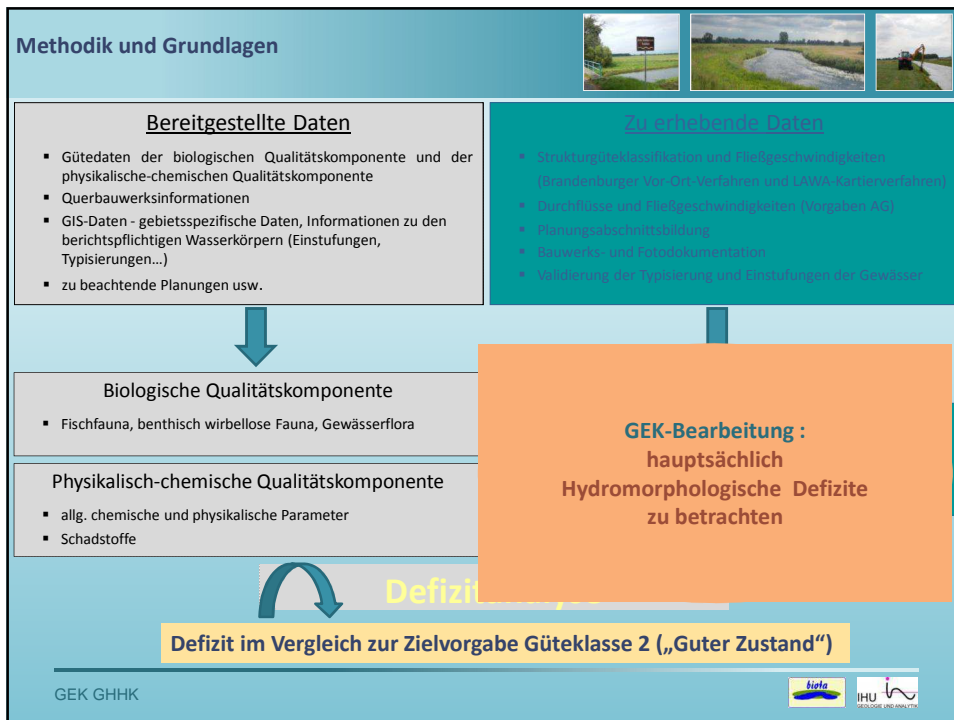 Methodik und Grundlagen
Bereitgestellte Daten
▪ Gütedaten der biologischen Qualitätskomponente und der
physikalische-chemischen Qualitätskomponente
▪ Querbauwerksinformationen
▪ GIS-Daten - gebietsspezifische Daten, Informationen zu den
berichtspflichtigen Wasserkörpern (Einstufungen,
Typisierungen...)
▪ zu beachtende Planungen usw.
Zu erhebende Daten
▪ Strukturgüteklassifikation und Fließgeschwindigkeiten
(Brandenburger Vor-Ort-Verfahren und LAWA-Kartierverfahren)
▪ Durchflüsse und Fließgeschwindigkeiten (Vorgaben AG)
▪ Planungsabschnittsbildung
▪ Bauwerks- und Fotodokumentation
▪ Validierung der Typisierung und Einstufungen der Gewässer
Biologische Qualitätskomponente
▪ Fischfauna, benthisch wirbellose Fauna, Gewässerflora
Physikalisch-chemische Qualitätskomponente
▪ allg. chemische und physikalische Parameter
▪ Schadstoffe
GEK-Bearbeitung :
hauptsächlich
Hydromorphologische Defizite
zu betrachten
Defizitanalyse
Defizit im Vergleich zur Zielvorgabe Güteklasse 2 („Guter Zustand“)
GEK GHHK
biota
IHU
GEOLOGIE UND ANALYTIK